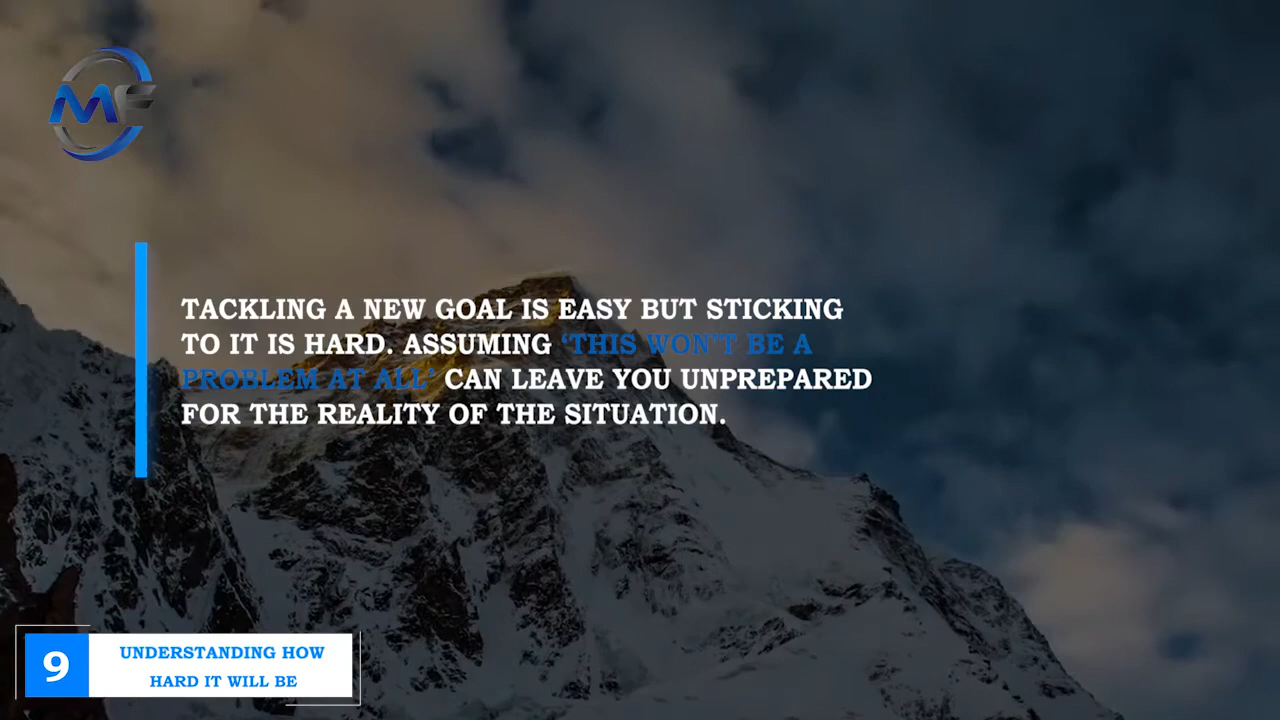 MF
TACKLING A NEW GOAL IS EASY BUT STICKING
TO IT IS HARD. ASSUMING ‘THIS WON'T BE A
PROBLEM AT ALL’ CAN LEAVE YOU UNPREPARED
FOR THE REALITY OF THE SITUATION.
9
UNDERSTANDING HOW
HARD IT WILL BE